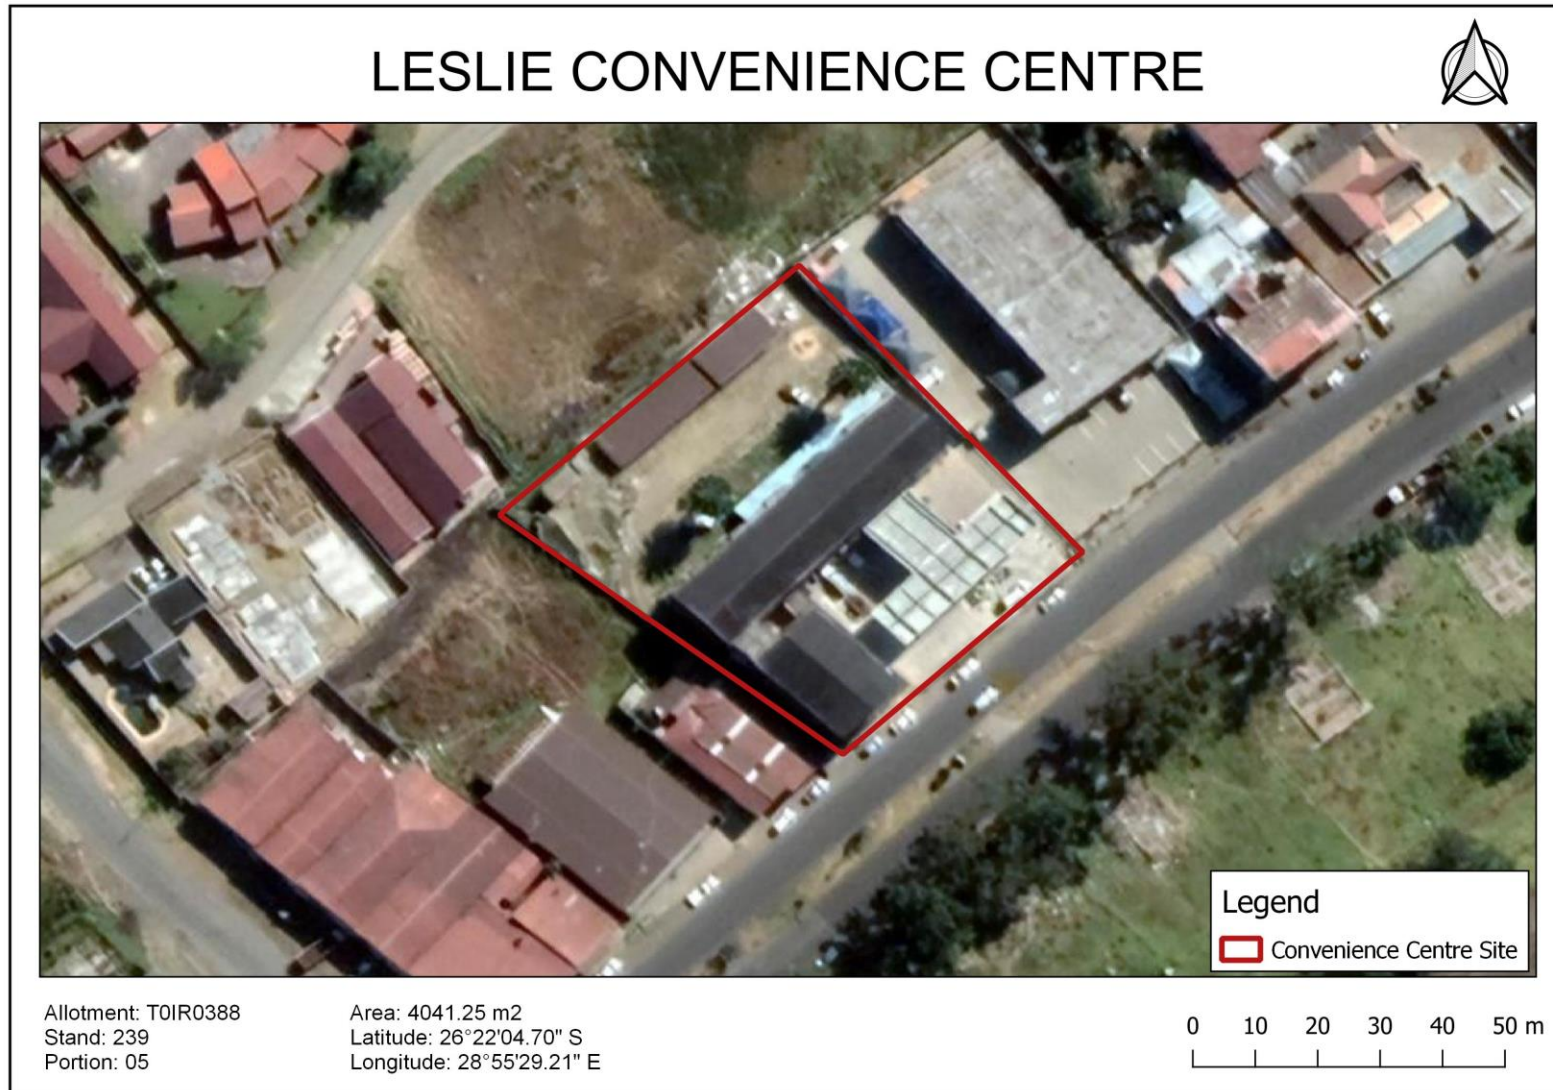 LESLIE CONVENIENCE CENTRE
Legend
Convenience Centre Site
Allotment: T0IR0388
Stand: 239
Portion: 05
Area: 4041.25 m2
Latitude: 26°22'04.70" S
Longitude: 28°55'29.21" E
0 10 20 30 40 50 m